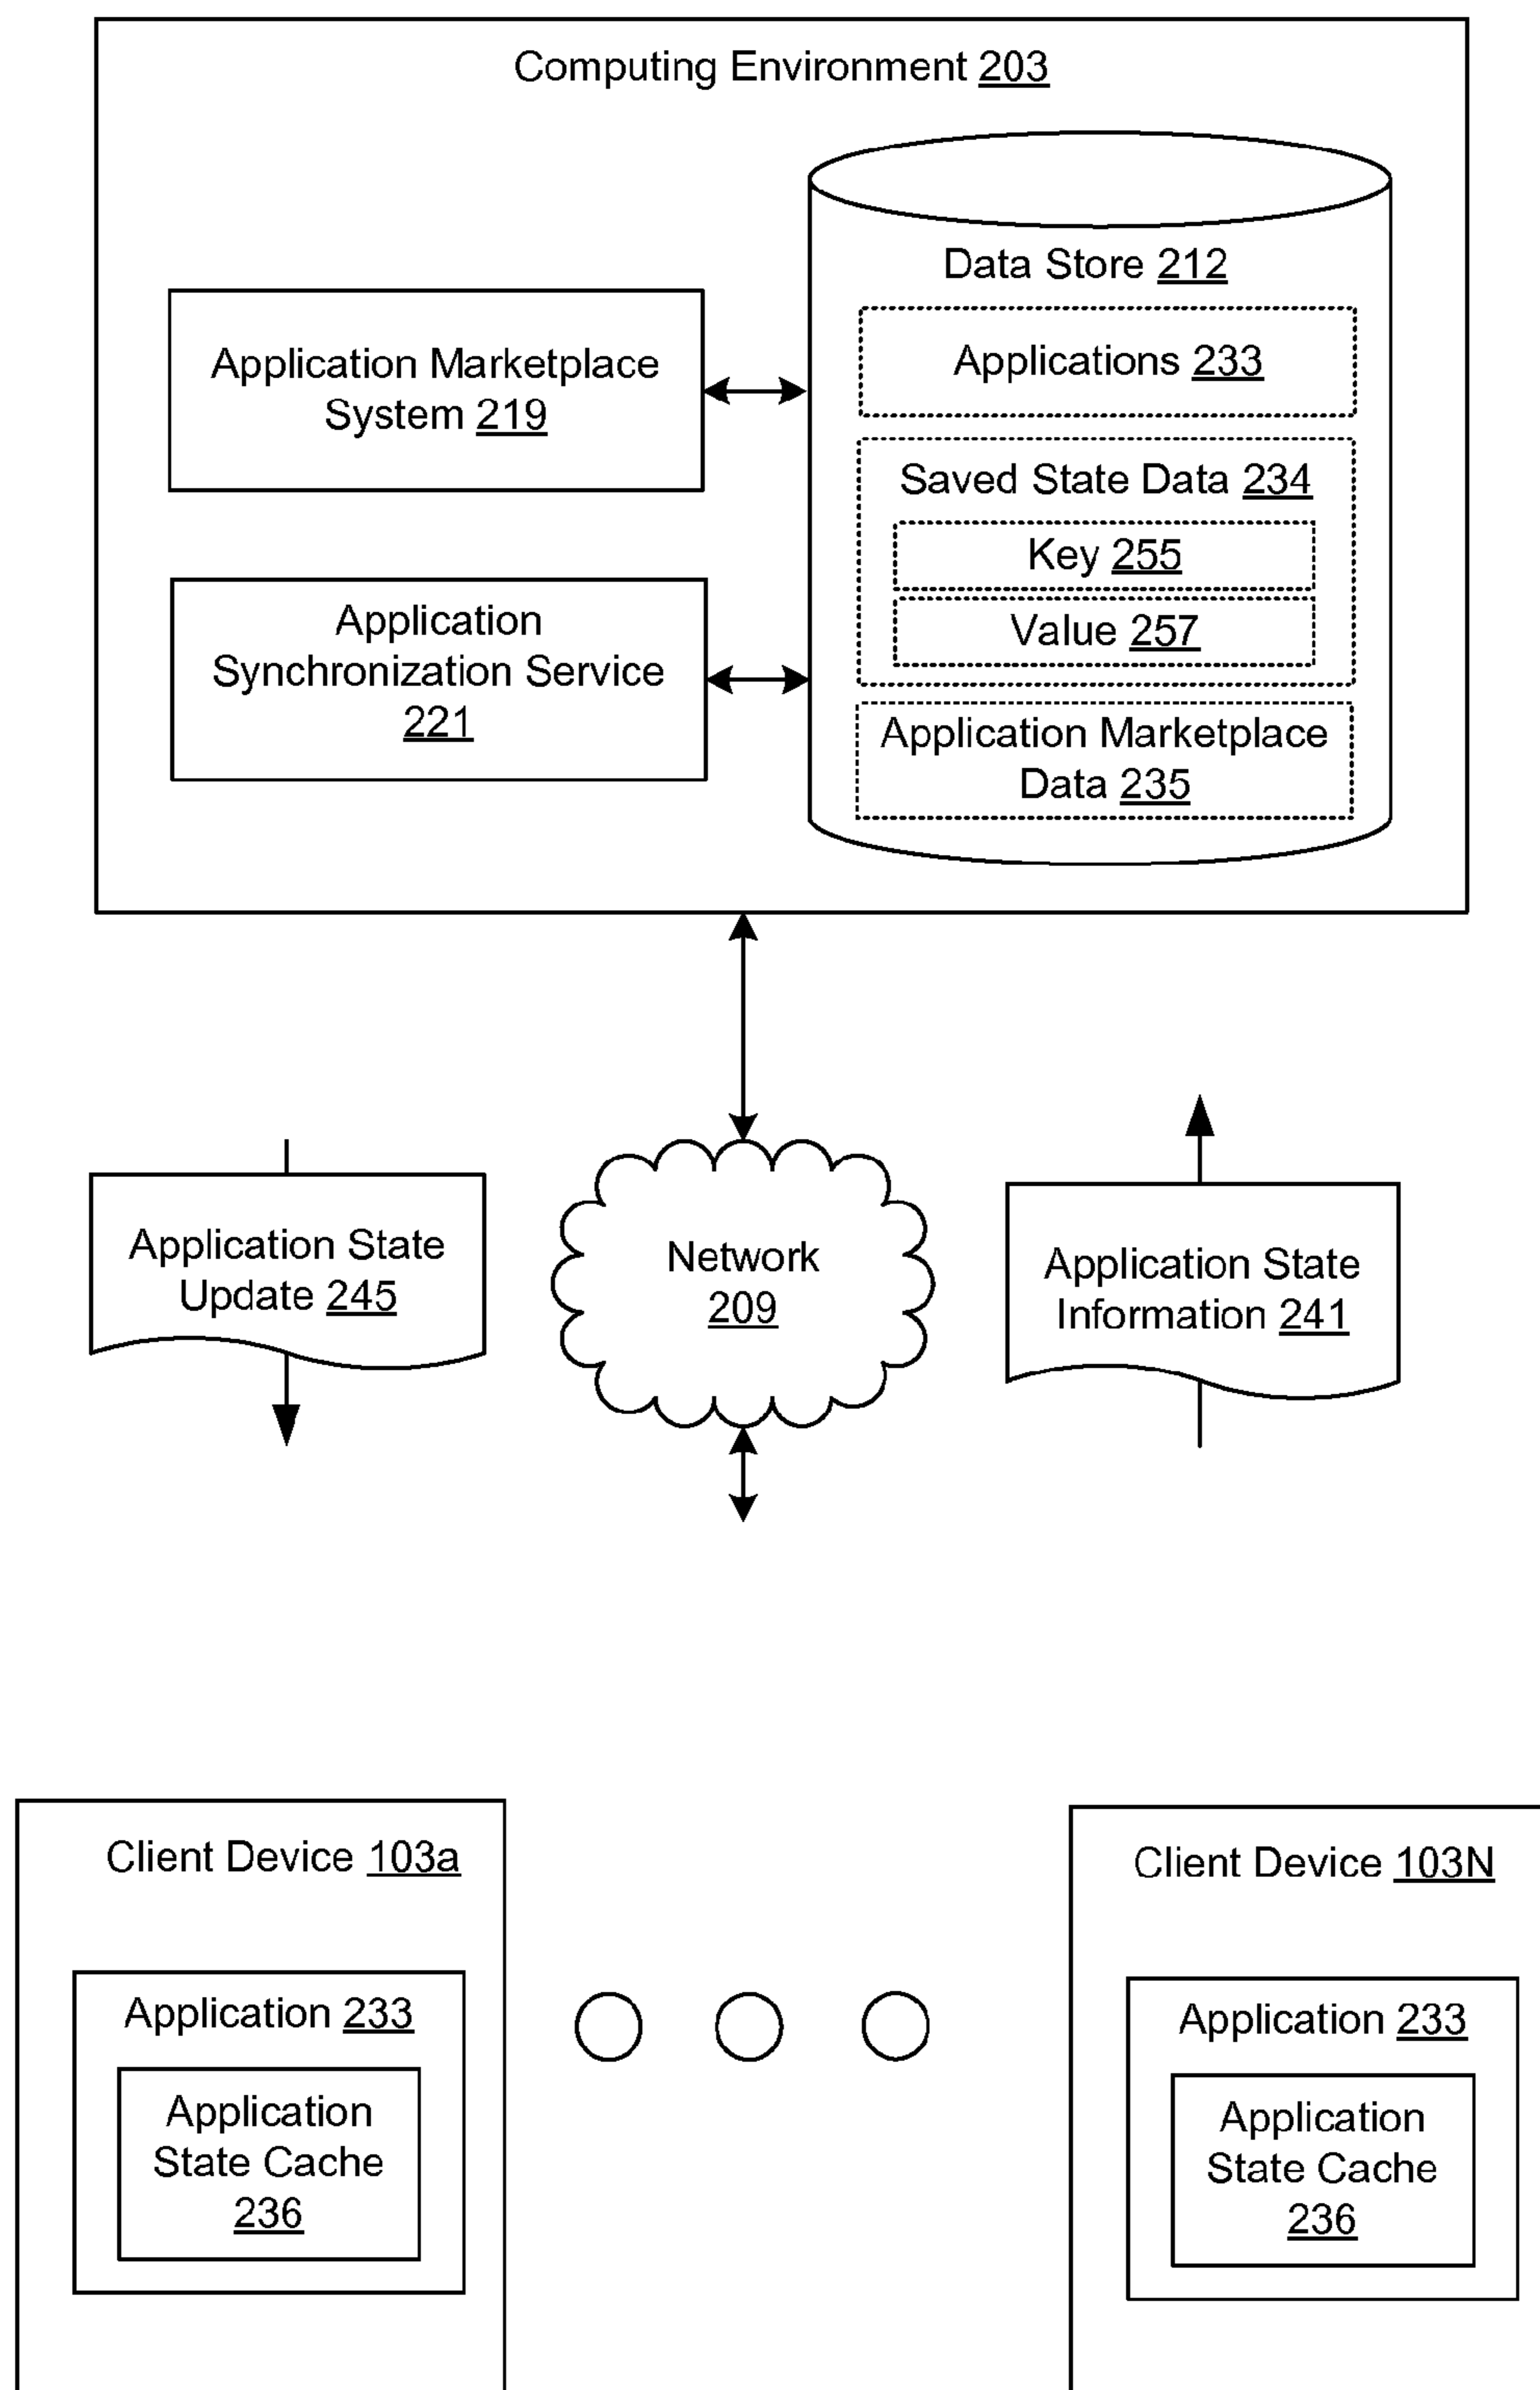 Computing Environment 203
Data Store 212
Application Marketplace
System 219
Applications 233
Saved State Data 234
Key 255
Value 257
Application
Synchronization Service
221
Application Marketplace
Data 235
Application State
Update 245
Network
209
Application State
Information 241
Client Device 103a
Application 233
Application
State Cache
236
Client Device 103N
Application 233
Application
State Cache
236